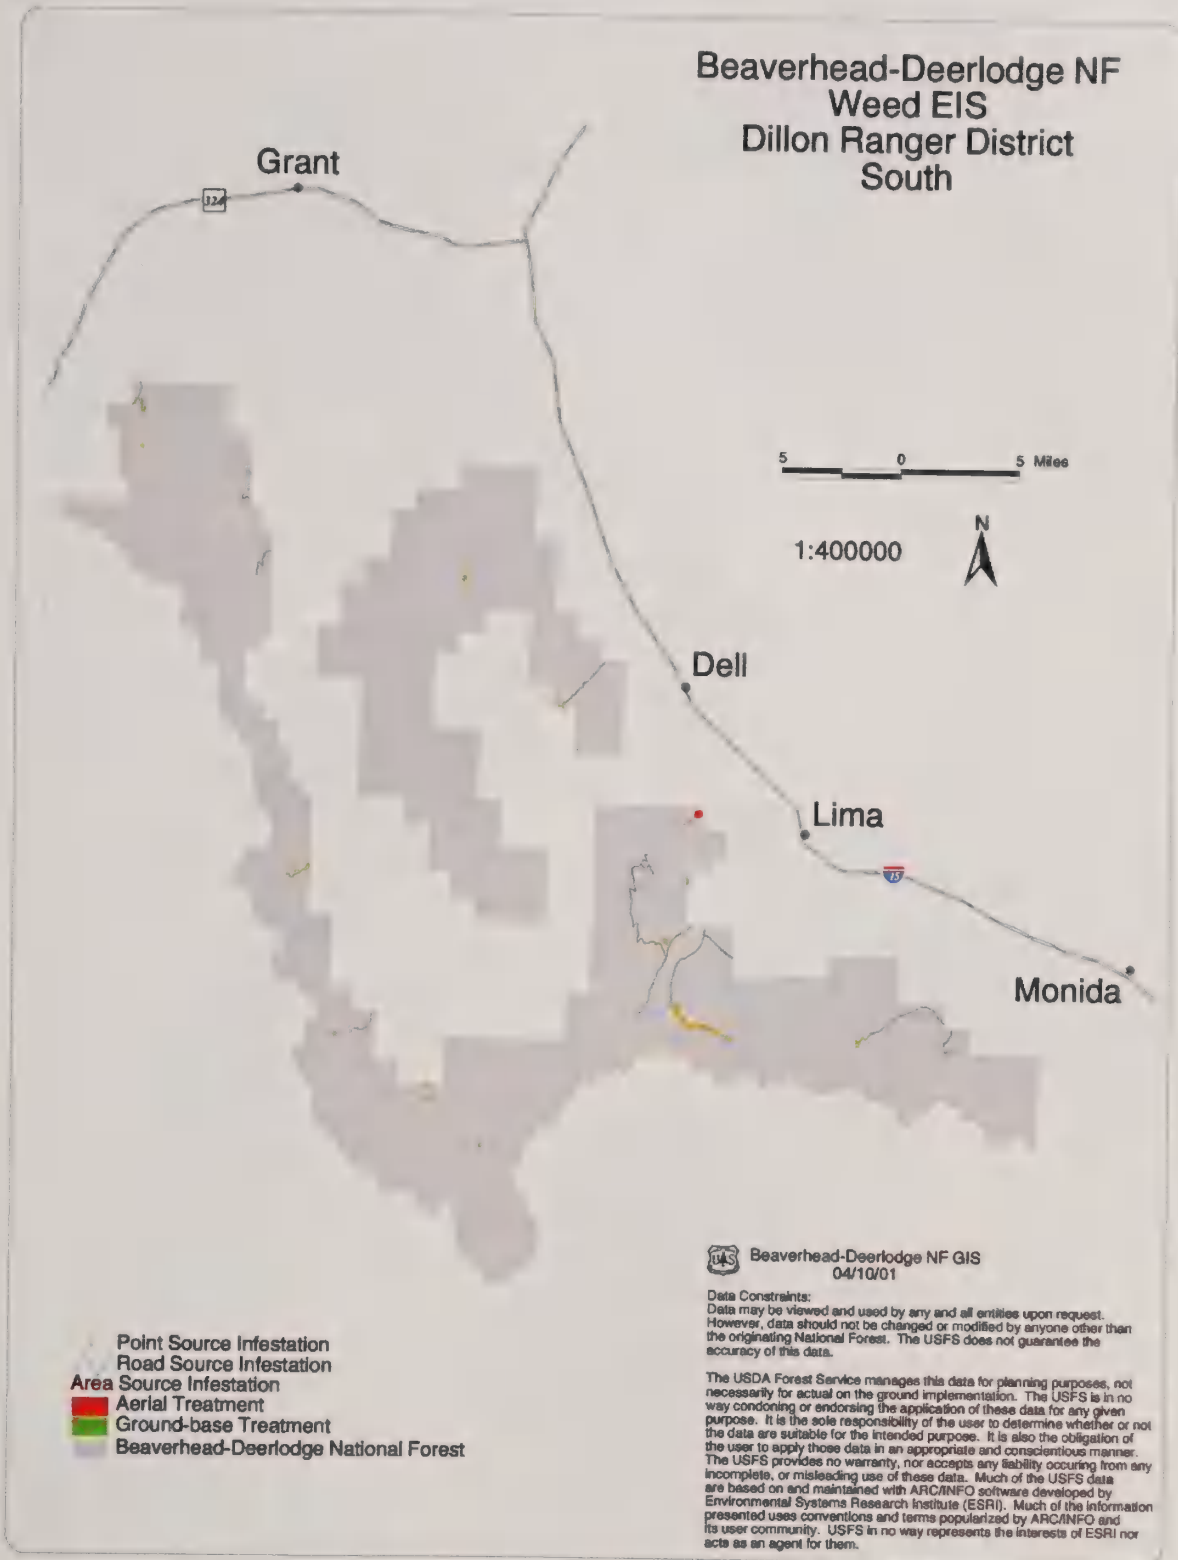 Beaverhead-Deerlodge NF
Weed EIS
Dillon Ranger District
South
Grant
324
5 0 5 Miles
1:400000
N
Dell
Lima
15
Monida
US
Beaverhead-Deerlodge NF GIS
04/10/01
Data Constraints:
Data may be viewed and used by any and all entities upon request.
However, data should not be changed or modified by anyone other than
the originating National Forest. The USFS does not guarantee the
accuracy of this data.
The USDA Forest Service manages this data for planning purposes, not
necessarily for actual on the ground implementation. The USFS is in no
way condoning or endorsing the application of these data for any given
purpose. It is the sole responsibility of the user to determine whether or not
the data are suitable for the intended purpose. It is also the obligation of
the user to apply those data in an appropriate and conscientious manner.
The USFS provides no warranty, nor accepts any liability occuring from any
incomplete, or misleading use of these data. Much of the USFS data
are based on and maintained with ARC/INFO software developed by
Environmental Systems Research Institute (ESRI). Much of the information
presented uses conventions and terms popularized by ARC/INFO and
its user community. USFS in no way represents the interests of ESRI nor
acts as an agent for them.
Point Source Infestation
Road Source Infestation
Area Source Infestation
Aerial Treatment
Ground-base Treatment
Beaverhead-Deerlodge National Forest